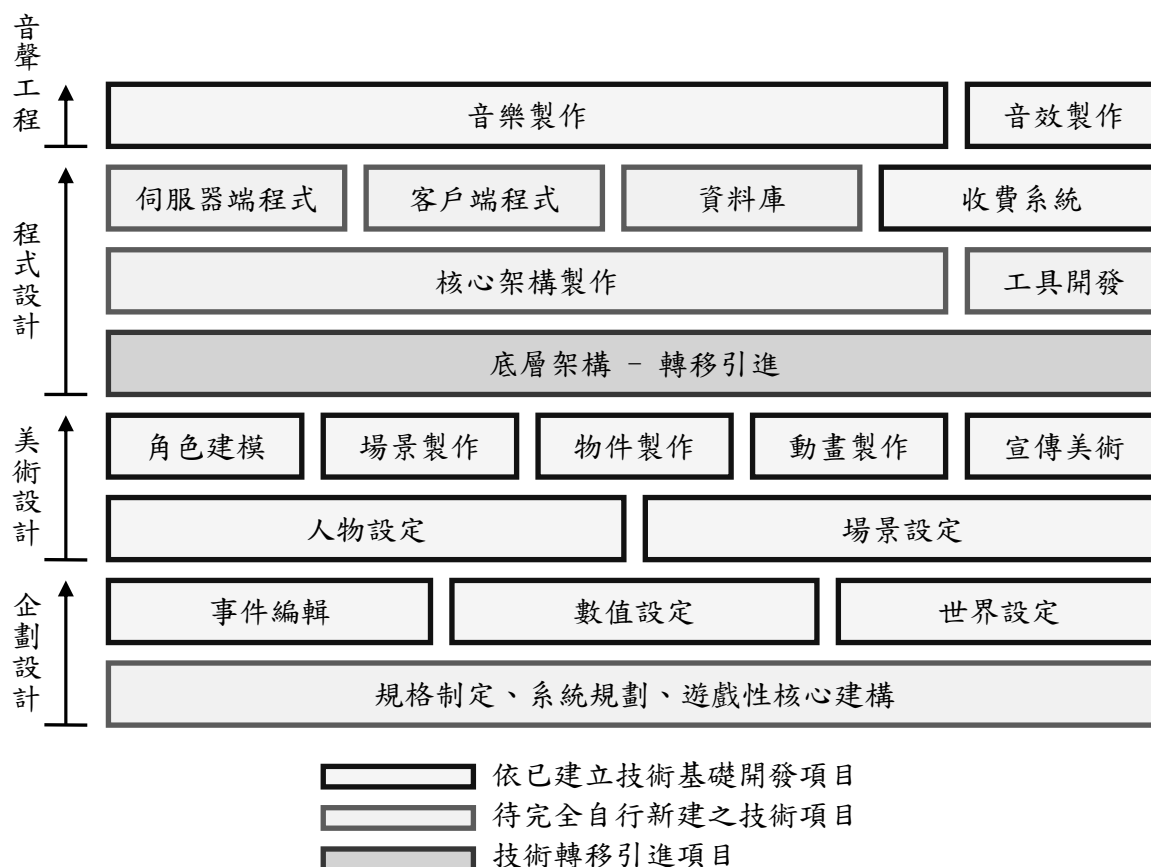 音聲工程
音樂製作
音效製作
程式設計
伺服器端程式
客戶端程式
資料庫
收費系統
核心架構製作
工具開發
底層架構 – 轉移引進
美術設計
角色建模
場景製作
物件製作
動畫製作
宣傳美術
人物設定
場景設定
企劃設計
事件編輯
數值設定
世界設定
規格制定、系統規劃、遊戲性核心建構
依已建立技術基礎開發項目
待完全自行新建之技術項目
技術轉移引進項目